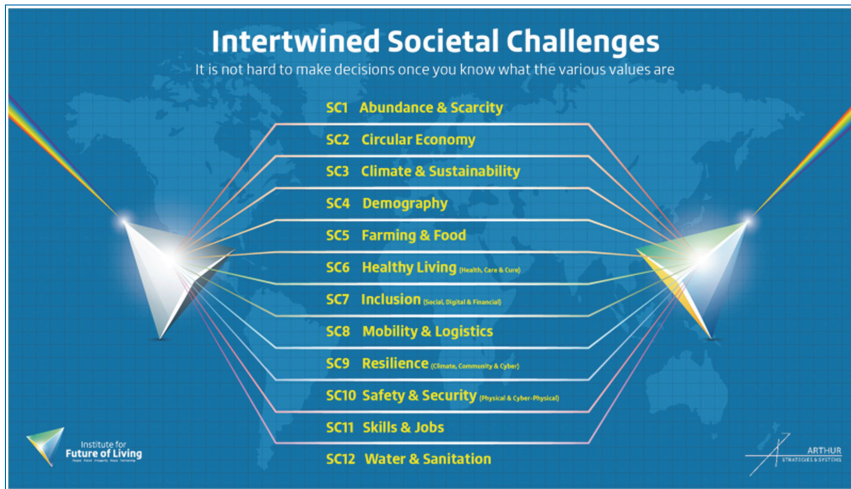 Intertwined Societal Challenges
It is not hard to make decisions once you know what the various values are
SC1 Abundance & Scarcity
SC2 Circular Economy
SC3 Climate & Sustainability
SC4 Demography
SC5 Farming & Food
SC6 Healthy Living (Health, Care & Cure)
SC7 Inclusion (Social, Digital & Financial)
SC8 Mobility & Logistics
SC9 Resilience (Climate, Community & Cyber)
SC10 Safety & Security (Physical & Cyber-Physical)
SC11 Skills & Jobs
SC12 Water & Sanitation
Institute for
Future of Living
ARTHUR
STRATEGIES & SYSTEMS